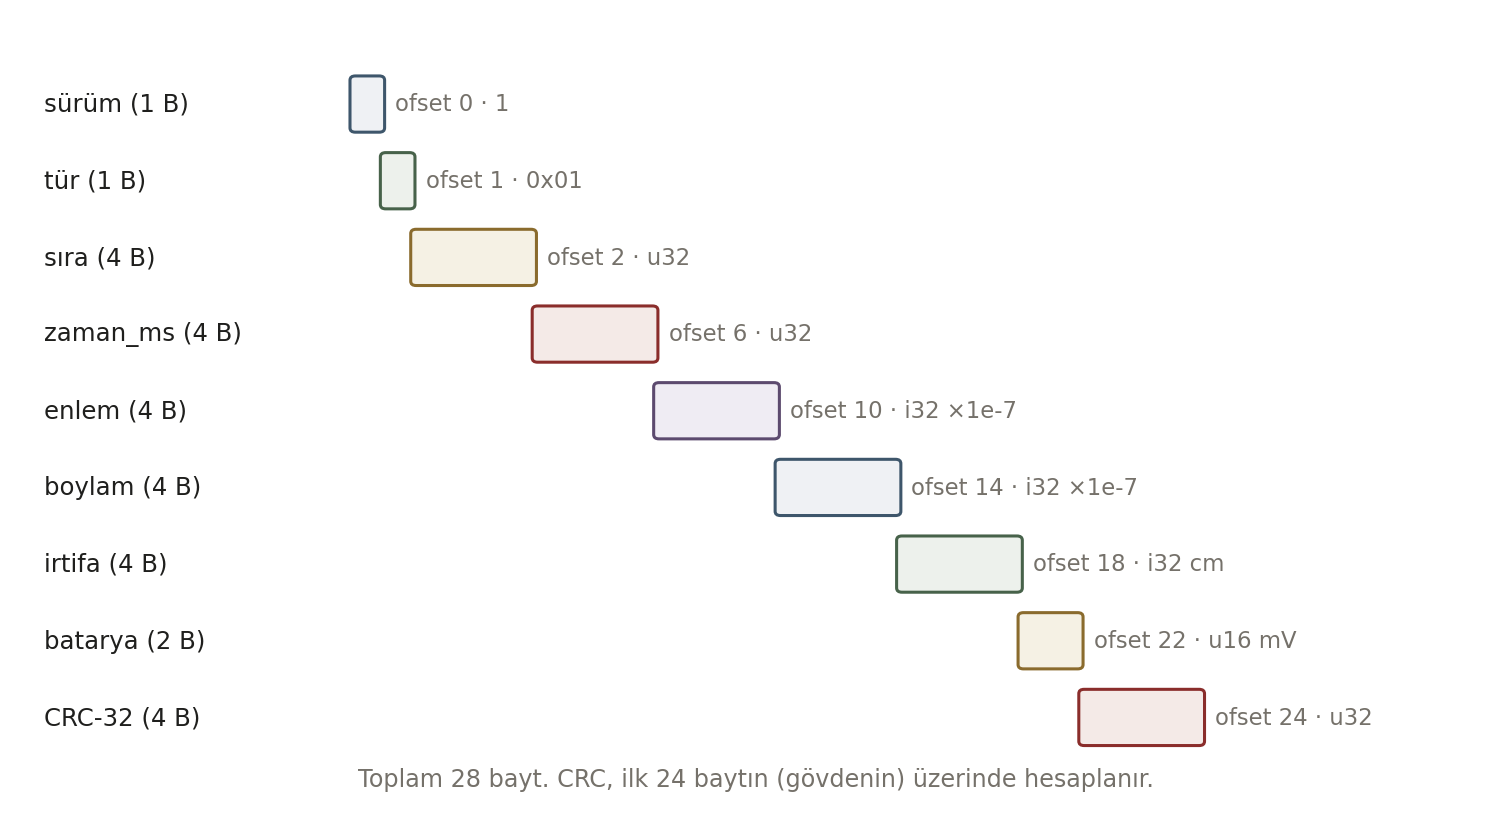 sürüm (1 B) ofset 0 · 1
tür (1 B) ofset 1 · 0x01
sıra (4 B) ofset 2 · u32
zaman_ms (4 B) ofset 6 · u32
enlem (4 B) ofset 10 · i32 ×1e-7
boylam (4 B) ofset 14 · i32 ×1e-7
irtifa (4 B) ofset 18 · i32 cm
batarya (2 B) ofset 22 · u16 mV
CRC-32 (4 B) ofset 24 · u32
Toplam 28 bayt. CRC, ilk 24 baytın (gövdenin) üzerinde hesaplanır.